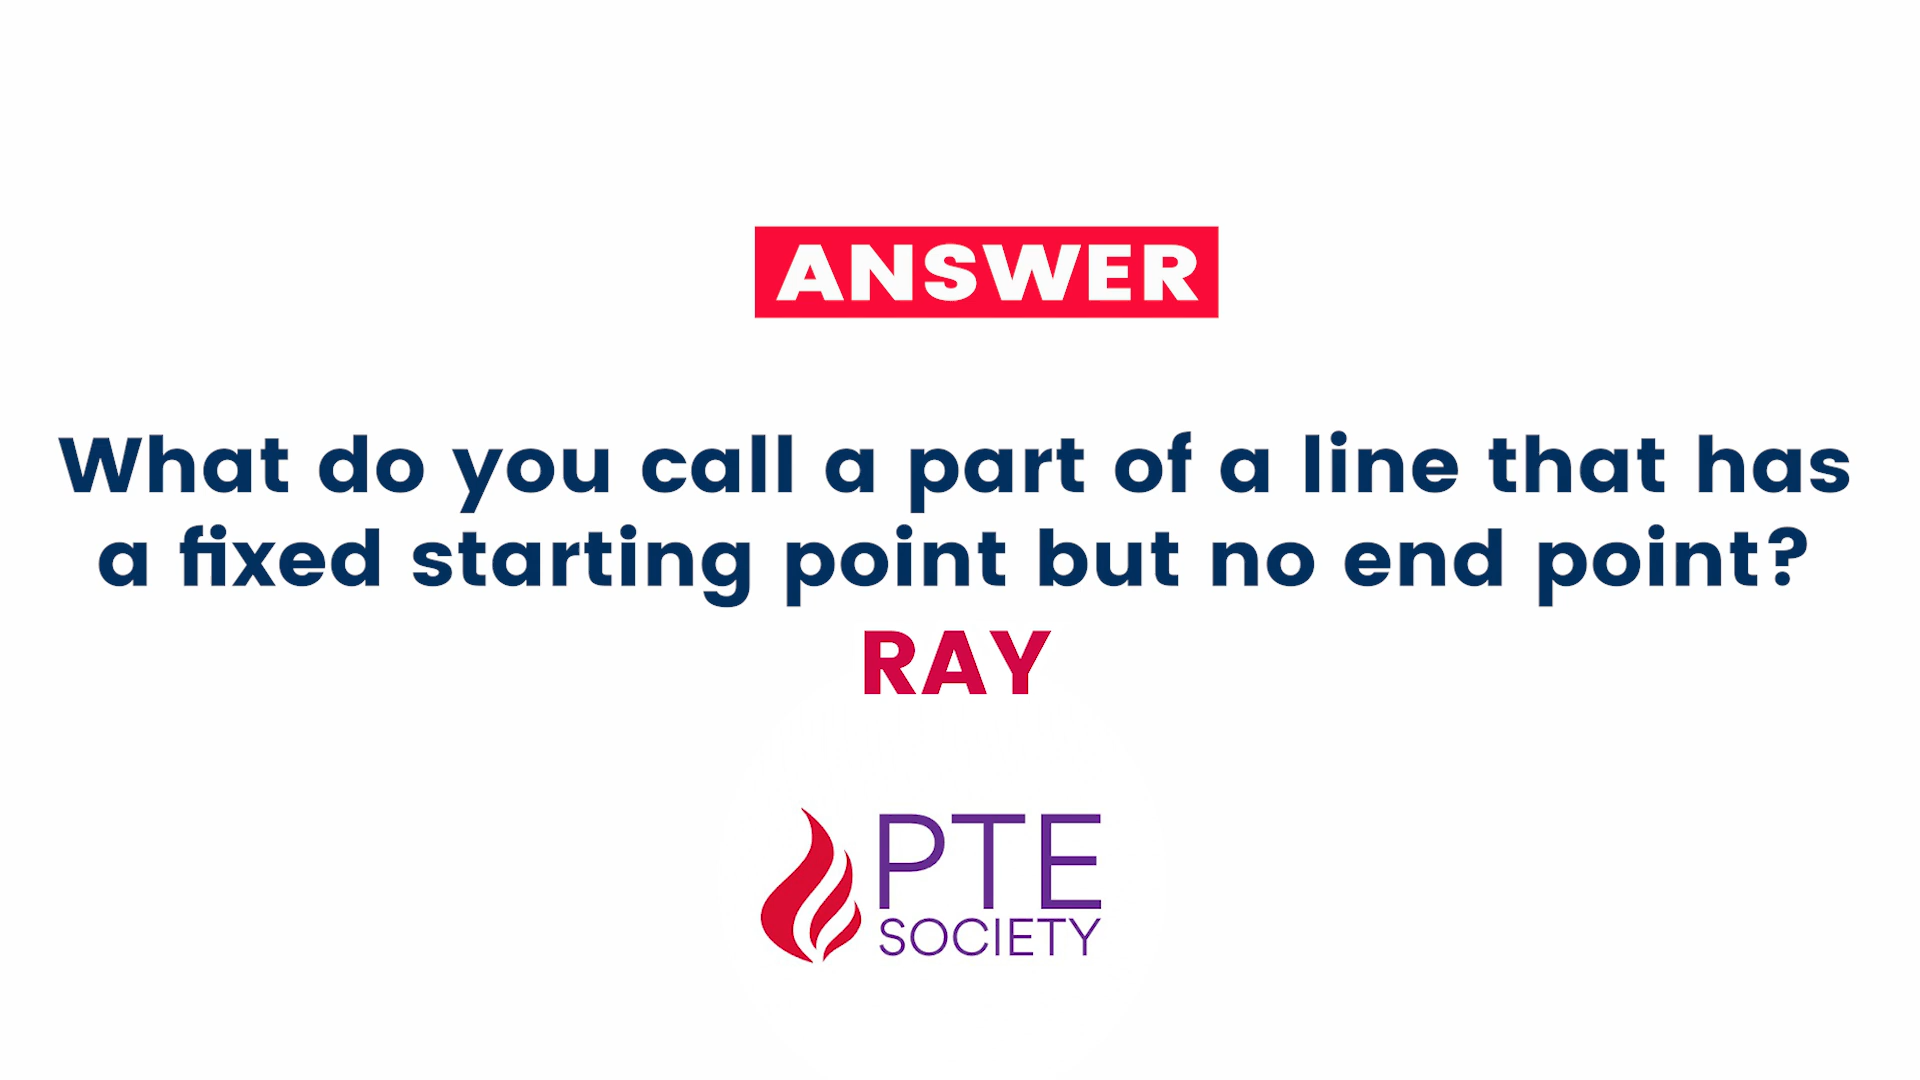 ANSWER
What do you call a part of a line that has
a fixed starting point but no end point?
RAY
PTE
SOCIETY